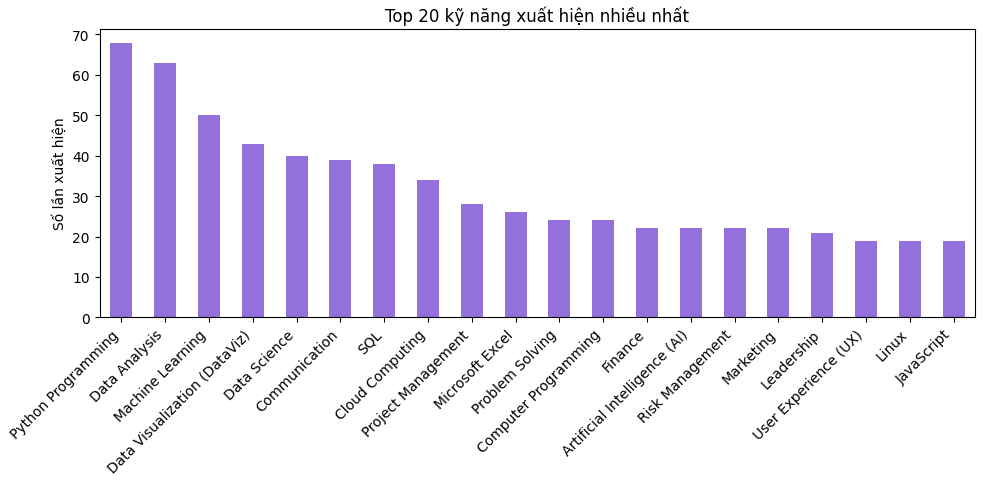 Top 20 kỹ năng xuất hiện nhiều nhất
Số lần xuất hiện
70
60
50
40
30
20
10
0
Python Programming
Data Analysis
Machine Learning
Data Visualization (DataViz)
Data Science
Communication
SQL
Cloud Computing
Project Management
Microsoft Excel
Problem Solving
Computer Programming
Finance
Artificial Intelligence (AI)
Risk Management
Marketing
Leadership
User Experience (UX)
Linux
JavaScript